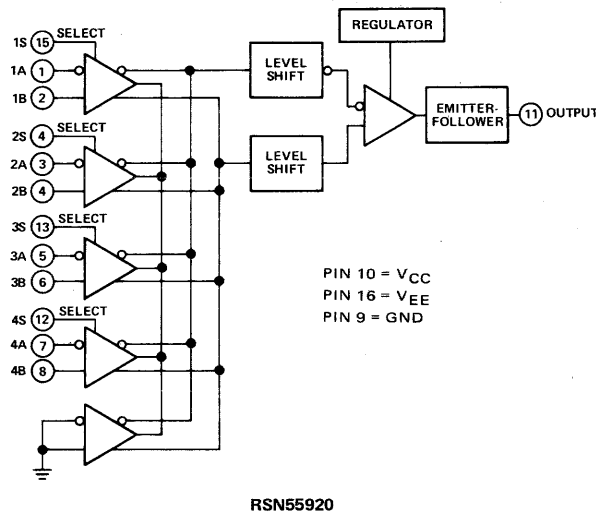 REGULATOR
1S 15 SELECT
1A 1
1B 2
LEVEL
SHIFT
EMITTER-
FOLLOWER
11 OUTPUT
2S 4 SELECT
2A 3
2B 4
LEVEL
SHIFT
3S 13 SELECT
3A 5
3B 6
PIN 10 = VCC
PIN 16 = VEE
PIN 9 = GND
4S 12 SELECT
4A 7
4B 8
RSN55920